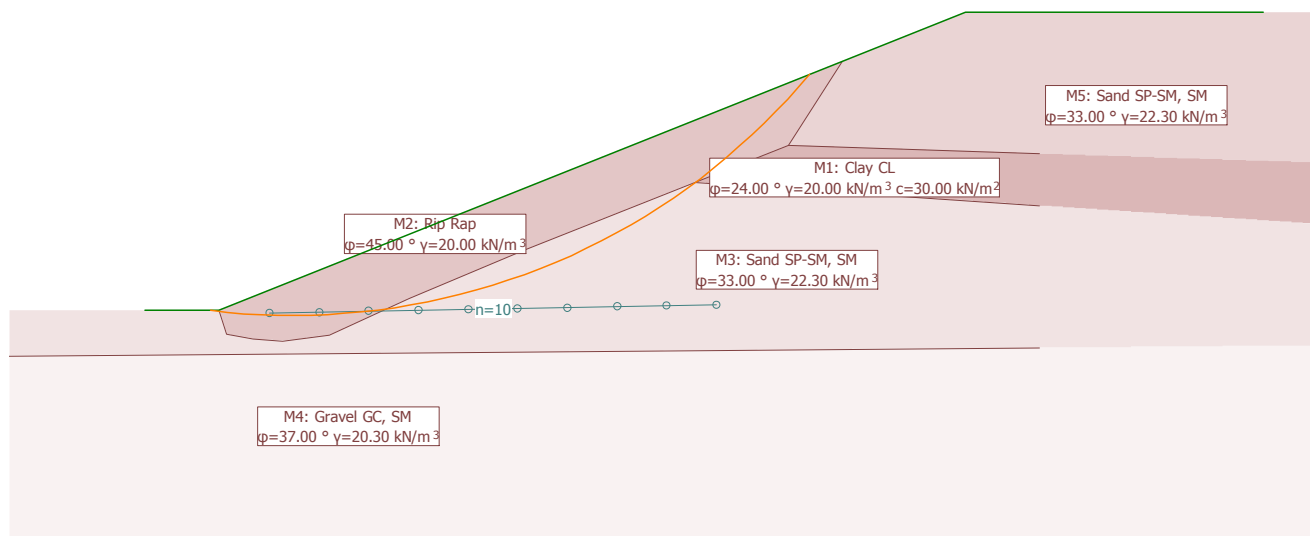 M5: Sand SP-SM, SM
φ=33.00 ° γ=22.30 kN/m³
M1: Clay CL
φ=24.00 ° γ=20.00 kN/m³ c=30.00 kN/m²
M2: Rip Rap
φ=45.00 ° γ=20.00 kN/m³
M3: Sand SP-SM, SM
φ=33.00 ° γ=22.30 kN/m³
n=10
M4: Gravel GC, SM
φ=37.00 ° γ=20.30 kN/m³